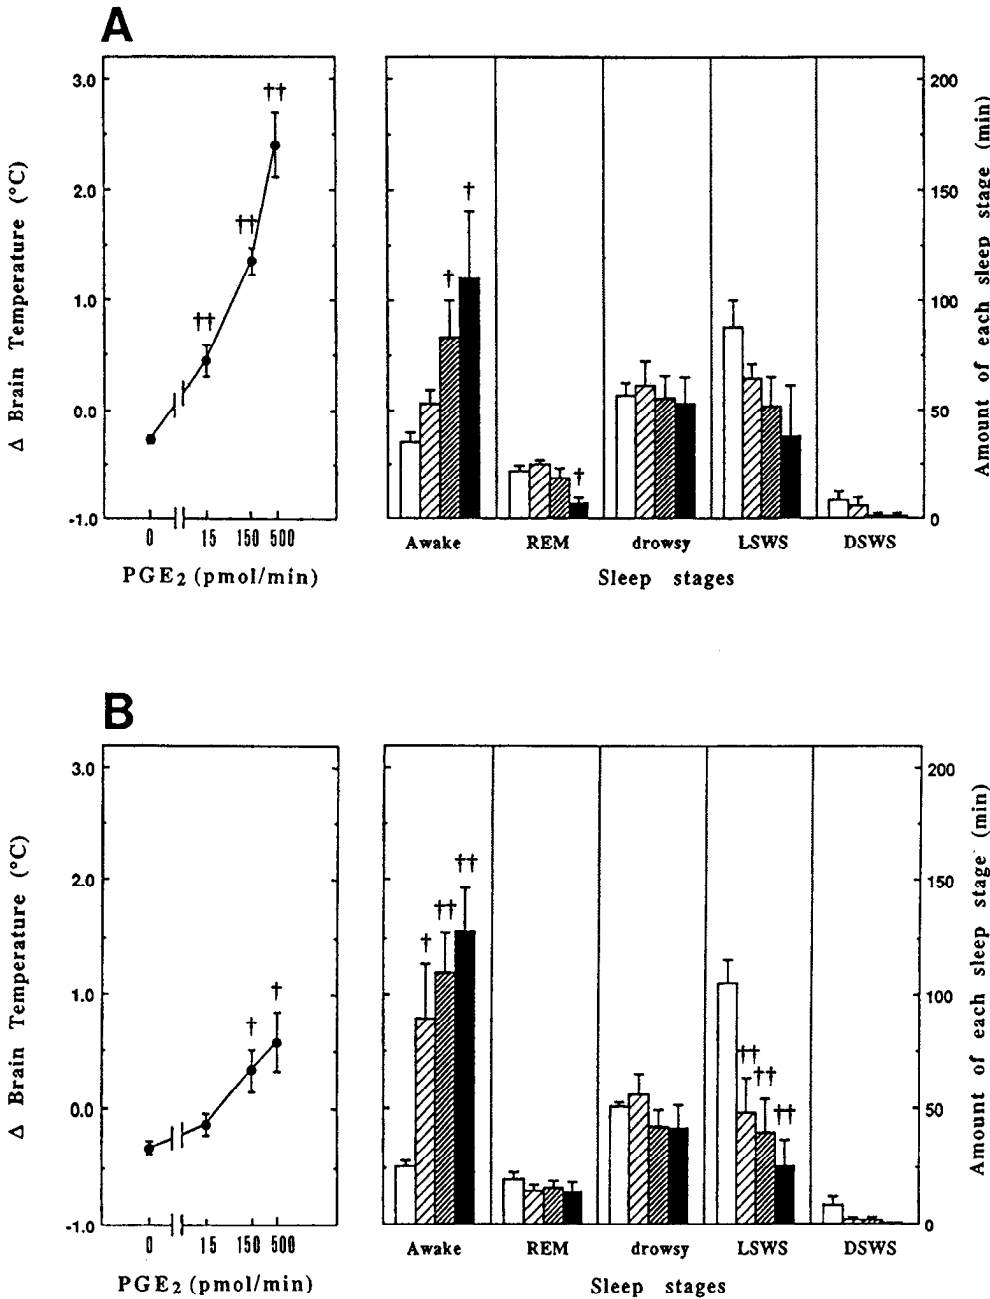 A
3.0
2.0
1.0
0.0
-1.0
Δ Brain Temperature (°C)
††
††
††
0 15 150 500
PGE2 (pmol/min)
†
†
†
200
150
100
50
0
Amount of each sleep stage (min)
Awake REM drowsy LSWS DSWS
Sleep stages
B
3.0
2.0
1.0
0.0
-1.0
Δ Brain Temperature (°C)
†
†
0 15 150 500
PGE2 (pmol/min)
†
††
††
††
††
††
200
150
100
50
0
Amount of each sleep stage (min)
Awake REM drowsy LSWS DSWS
Sleep stages